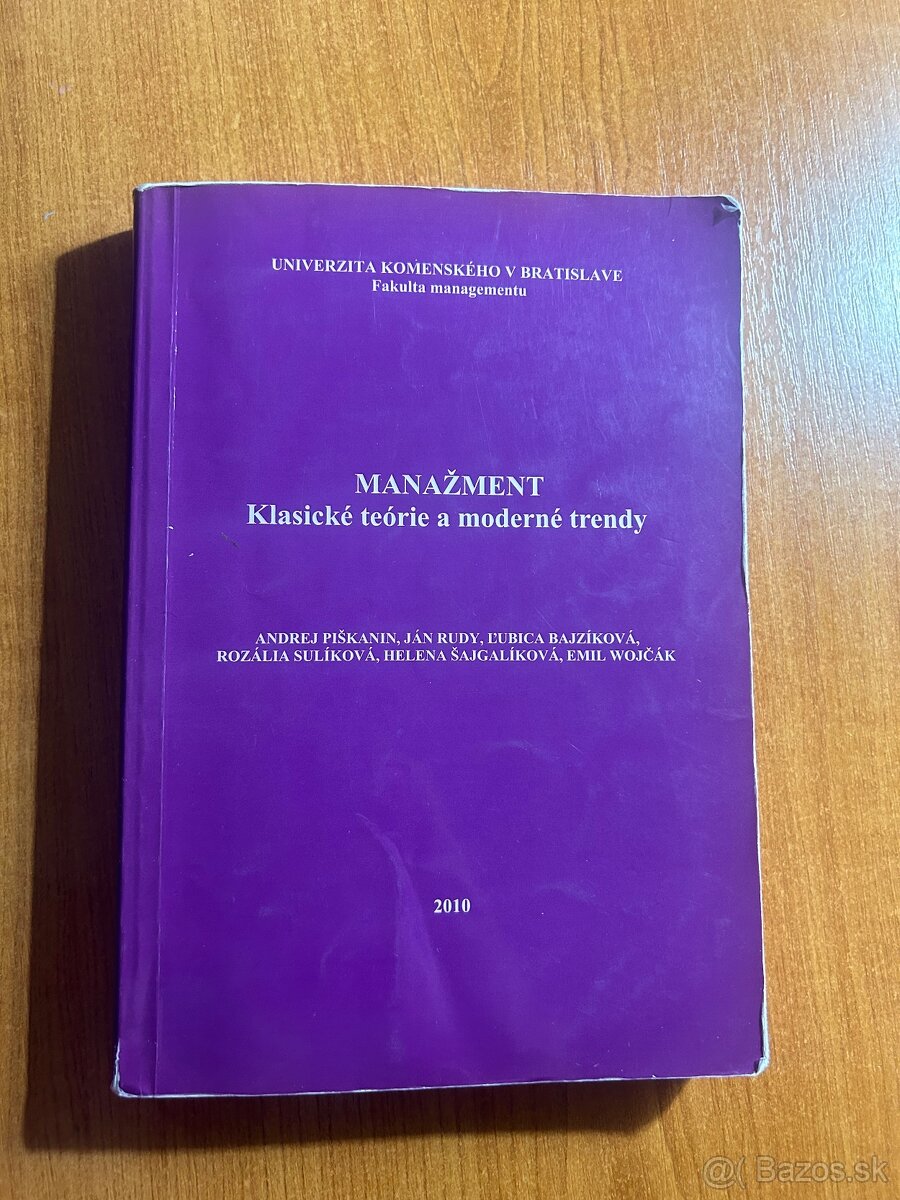 UNIVERZITA KOMENSKÉHO V BRATISLAVE
Fakulta managementu
MANAŽMENT
Klasické teórie a moderné trendy
ANDREJ PIŠKANIN, JÁN RUDY, ĽUBICA BAJZÍKOVÁ,
ROZÁLIA SULÍKOVÁ, HELENA ŠAJGALÍKOVÁ, EMIL WOJČÁK
2010
@( Bazos.sk